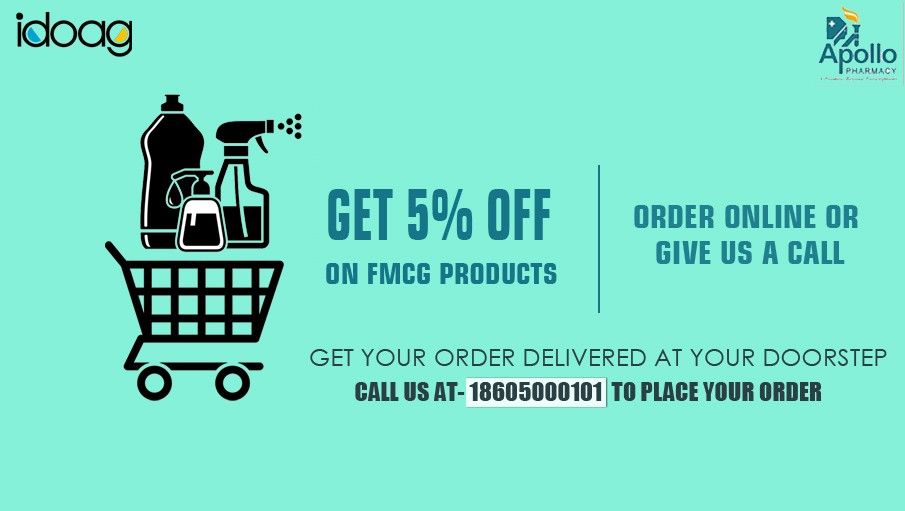 idoag
Apollo
PHARMACY
GET 5% OFF
ON FMCG PRODUCTS
ORDER ONLINE OR
GIVE US A CALL
GET YOUR ORDER DELIVERED AT YOUR DOORSTEP
CALL US AT- 18605000101 TO PLACE YOUR ORDER